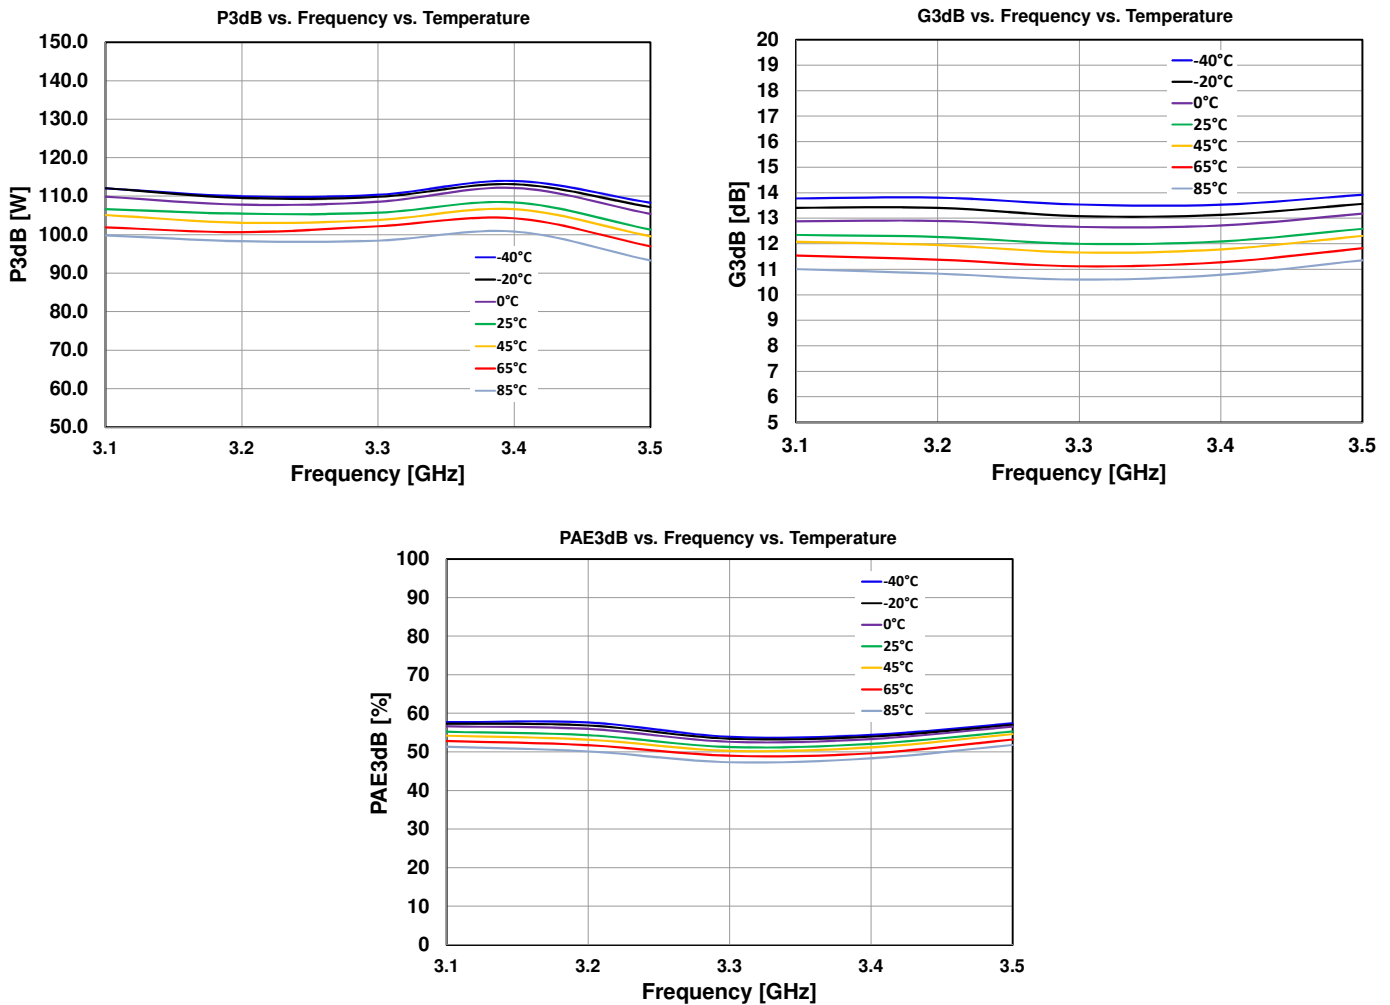 P3dB vs. Frequency vs. Temperature
150.0
140.0
130.0
120.0
110.0
100.0
90.0
80.0
70.0
60.0
50.0
P3dB [W]
-40°C
-20°C
0°C
25°C
45°C
65°C
85°C
3.1 3.2 3.3 3.4 3.5
Frequency [GHz]
G3dB vs. Frequency vs. Temperature
20
19
18
17
16
15
14
13
12
11
10
9
8
7
6
5
G3dB [dB]
-40°C
-20°C
0°C
25°C
45°C
65°C
85°C
3.1 3.2 3.3 3.4 3.5
Frequency [GHz]
PAE3dB vs. Frequency vs. Temperature
100
90
80
70
60
50
40
30
20
10
0
PAE3dB [%]
-40°C
-20°C
0°C
25°C
45°C
65°C
85°C
3.1 3.2 3.3 3.4 3.5
Frequency [GHz]